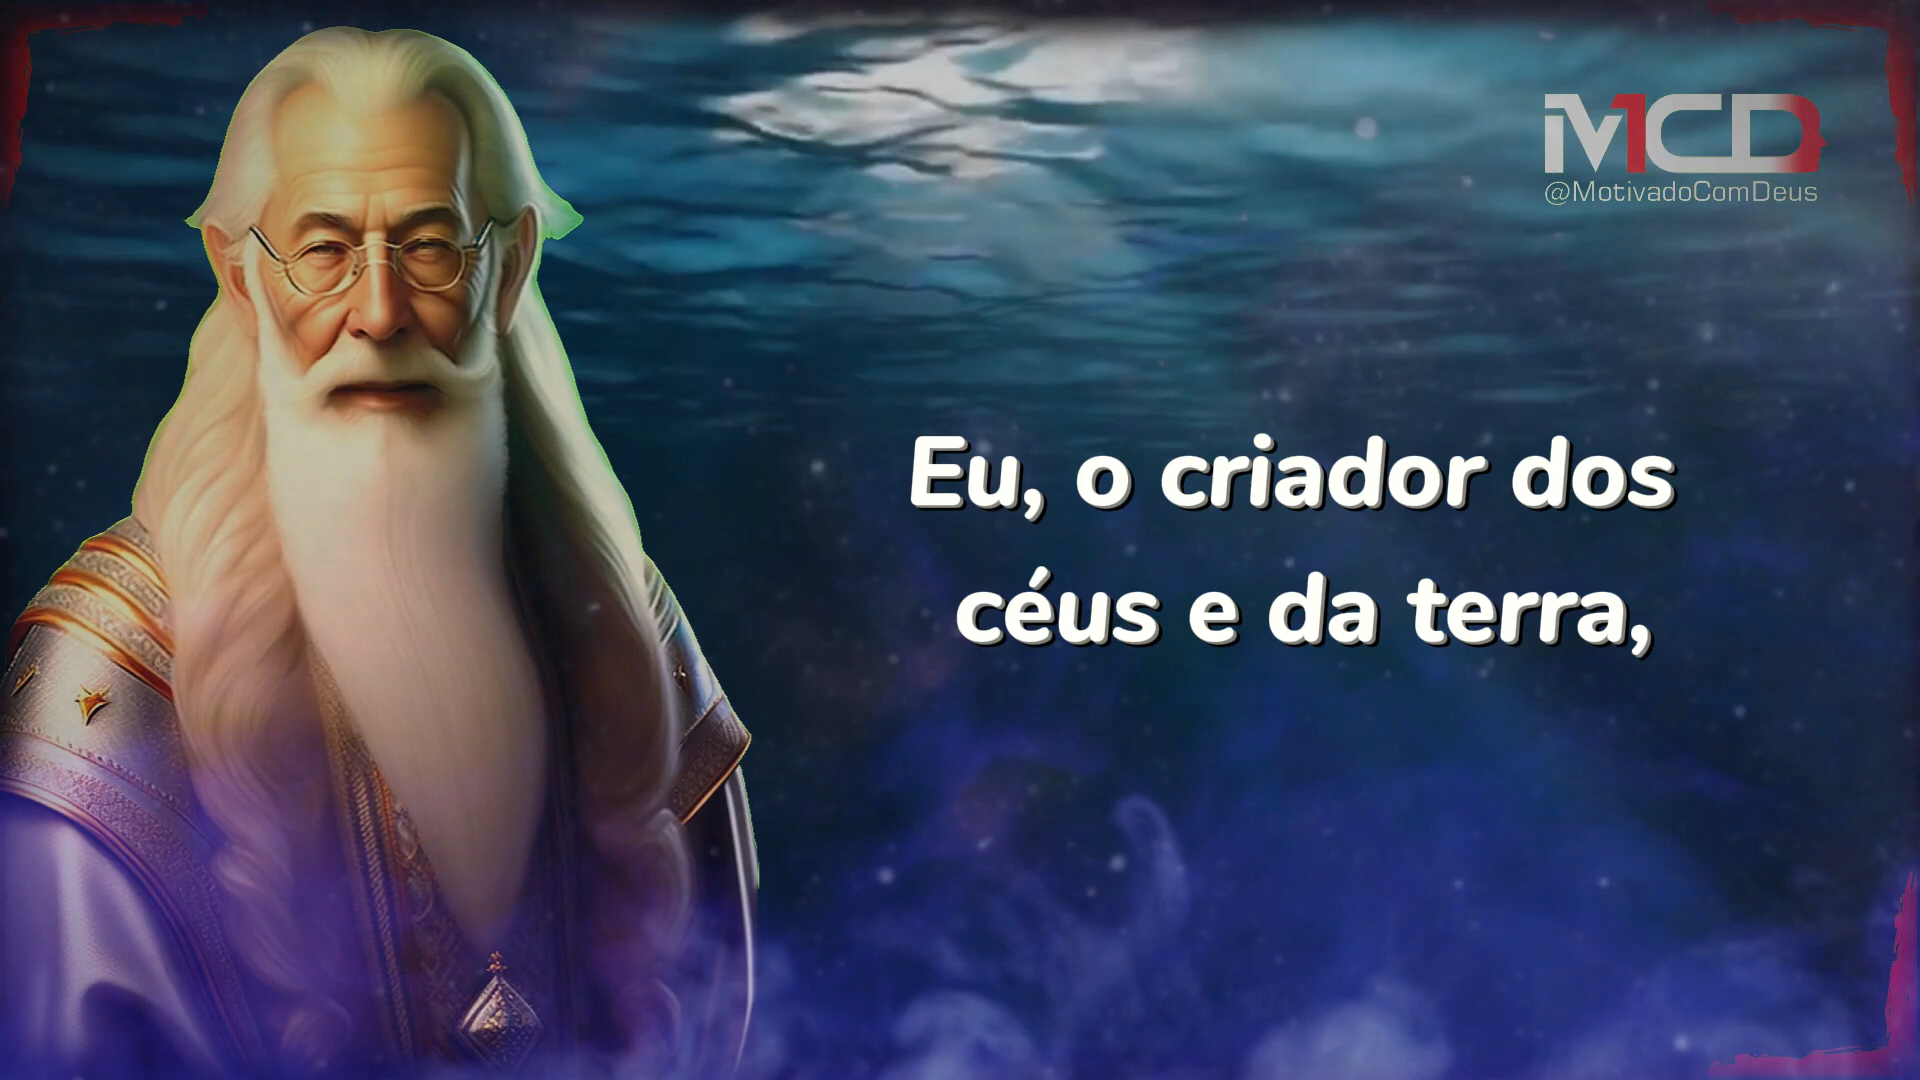 MCD
@MotivadoComDeus
Eu, o criador dos
céus e da terra,